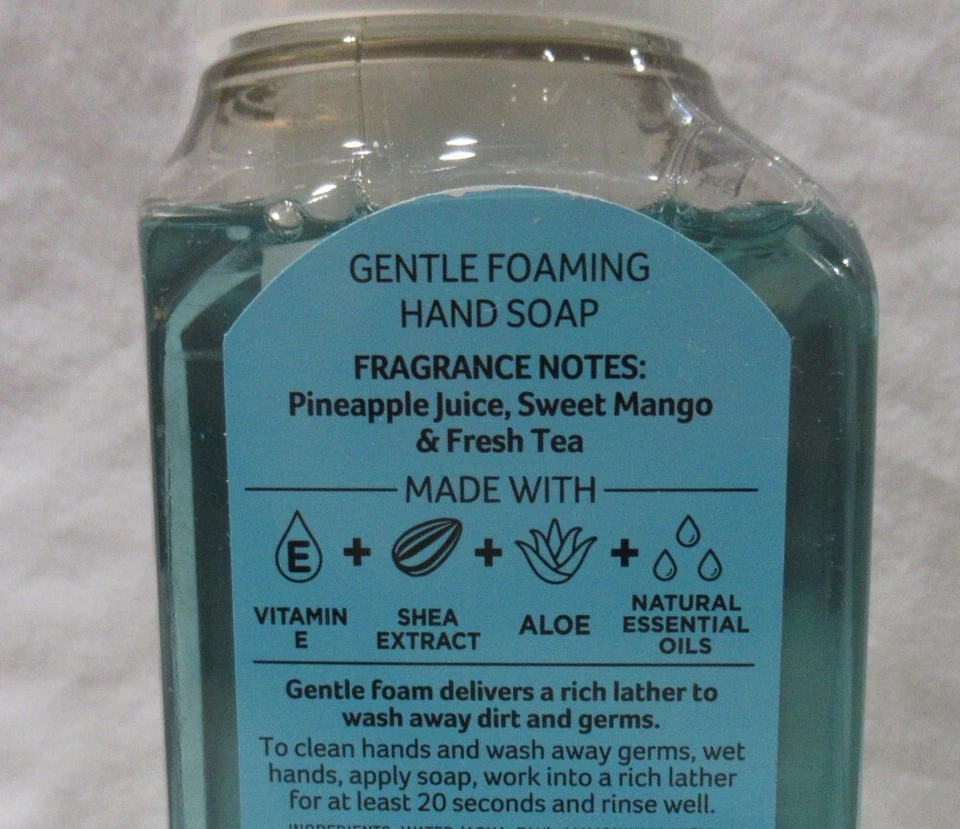 GENTLE FOAMING
HAND SOAP
FRAGRANCE NOTES:
Pineapple Juice, Sweet Mango
& Fresh Tea
MADE WITH
E
VITAMIN
E
SHEA
EXTRACT
ALOE
NATURAL
ESSENTIAL
OILS
Gentle foam delivers a rich lather to
wash away dirt and germs.
To clean hands and wash away germs, wet
hands, apply soap, work into a rich lather
for at least 20 seconds and rinse well.